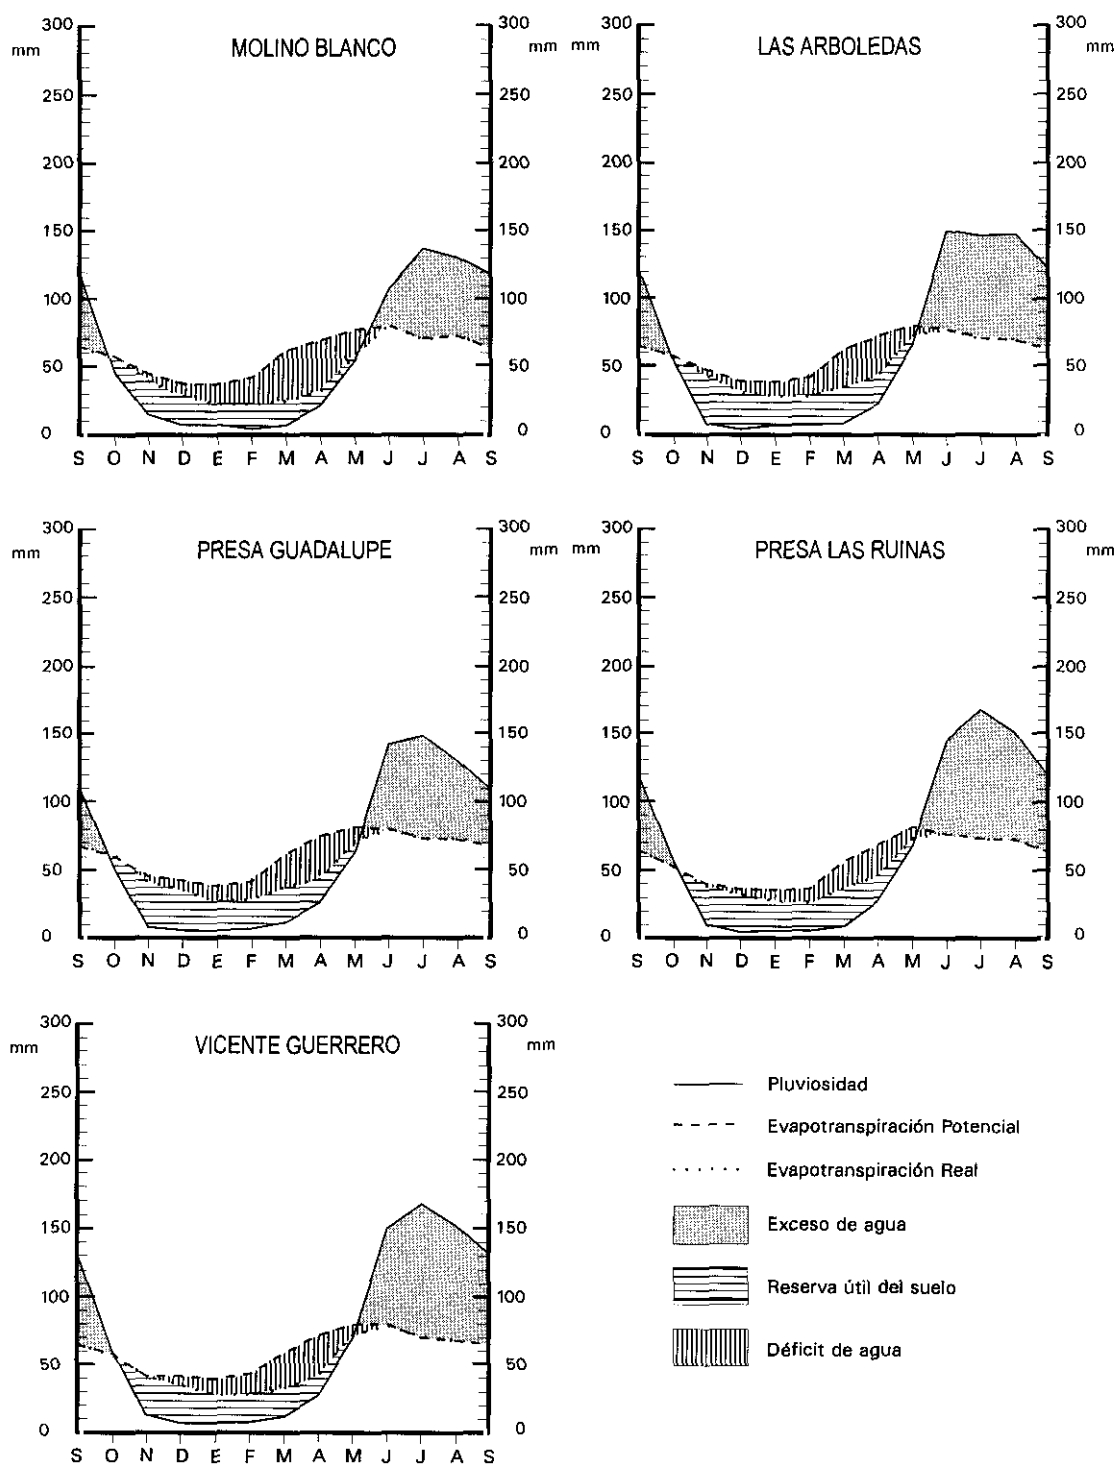 MOLINO BLANCO
mm
300
250
200
150
100
50
0
300
mm
250
200
150
100
50
0
S O N D E F M A M J J A S
LAS ARBOLEDAS
mm
300
250
200
150
100
50
0
300
mm
250
200
150
100
50
0
S O N D E F M A M J J A S
PRESA GUADALUPE
mm
300
250
200
150
100
50
0
300
mm
250
200
150
100
50
0
S O N D E F M A M J J A S
PRESA LAS RUINAS
mm
300
250
200
150
100
50
0
300
mm
250
200
150
100
50
0
S O N D E F M A M J J A S
VICENTE GUERRERO
mm
300
250
200
150
100
50
0
300
mm
250
200
150
100
50
0
S O N D E F M A M J J A S
Pluviosidad
Evapotranspiración Potencial
Evapotranspiración Real
Exceso de agua
Reserva útil del suelo
Déficit de agua